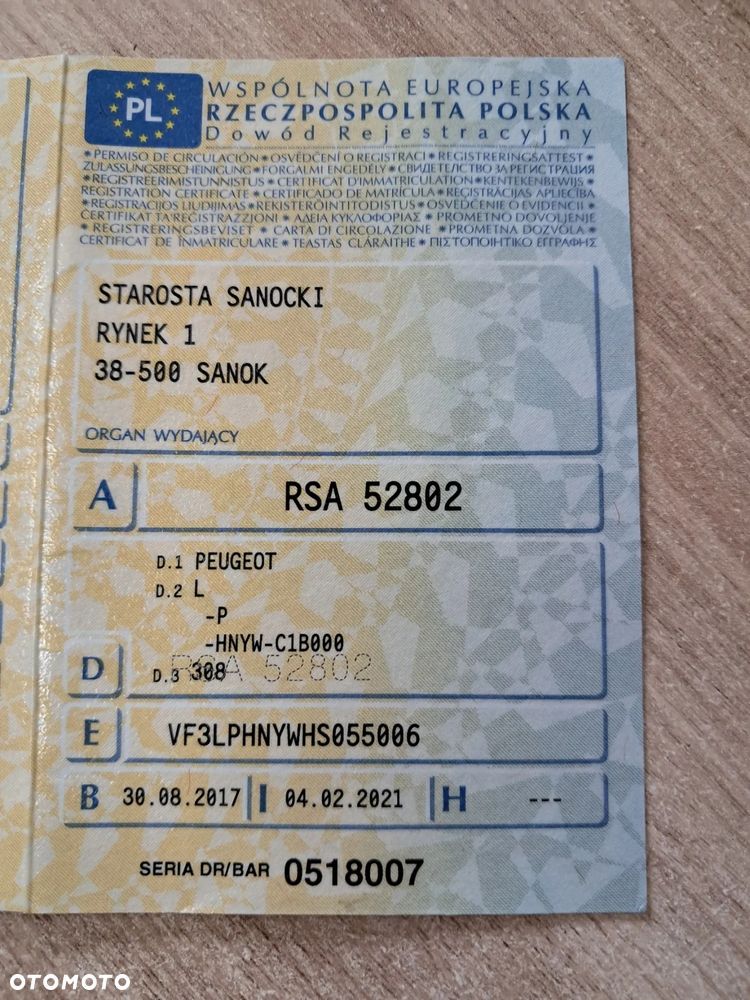 PL
WSPÓLNOTA EUROPEJSKA
RZECZPOSPOLITA POLSKA
Dowód Rejestracyjny
* PERMISO DE CIRCULACIÓN * OSVĚDČENÍ O REGISTRACI * REGISTRERINGSATTEST *
ZULASSUNGSBESCHEINIGUNG * FORGALMI ENGEDÉLY * СВИДЕТЕЛСТВО ЗА РЕГИСТРАЦИЯ
* REGISTREERIMISTUNNISTUS * CERTIFICAT D'IMMATRICULATION * KENTEKENBEWIJS *
REGISTRATION CERTIFICATE * CERTIFICADO DE MATRÍCULA * REĢISTRĀCIJAS APLIECĪBA
* REGISTRACIJOS LIUDIJIMAS * REKISTERÖINTITODISTUS * OSVEDČENIE O EVIDENCII *
ĊERTIFIKAT TA'REĠISTRAZZJONI * ΑΔΕΙΑ ΚΥΚΛΟΦΟΡΙΑΣ * PROMETNO DOVOLJENJE
* REGISTRERINGSBEVISET * CARTA DI CIRCOLAZIONE * PROMETNA DOZVOLA *
CERTIFICAT DE ÎNMATRICULARE * TEASTAS CLÁRAITHE * ΠΙΣΤΟΠΟΙΗΤΙΚΟ ΕΓΓΡΑΦΗΣ
STAROSTA SANOCKI
RYNEK 1
38-500 SANOK
ORGAN WYDAJĄCY
A RSA 52802
D.1 PEUGEOT
D.2 L
-P
-HNYW-C1B000
D D.3 308
RSA 52802
E VF3LPHNYWHS055006
B 30.08.2017 I 04.02.2021 H ---
SERIA DR/BAR 0518007
OTOMOTO